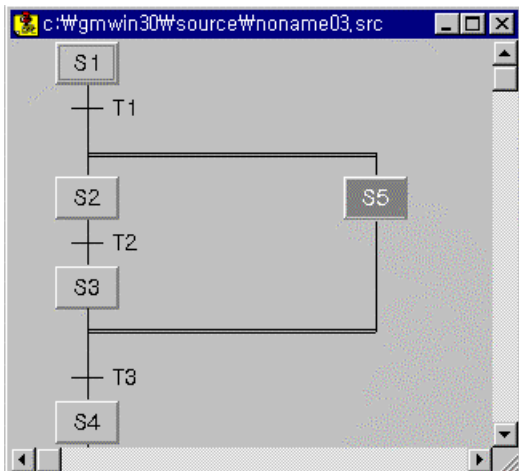 c:₩gmwin30₩source₩noname03.src
S1
T1
S2
S5
T2
S3
T3
S4